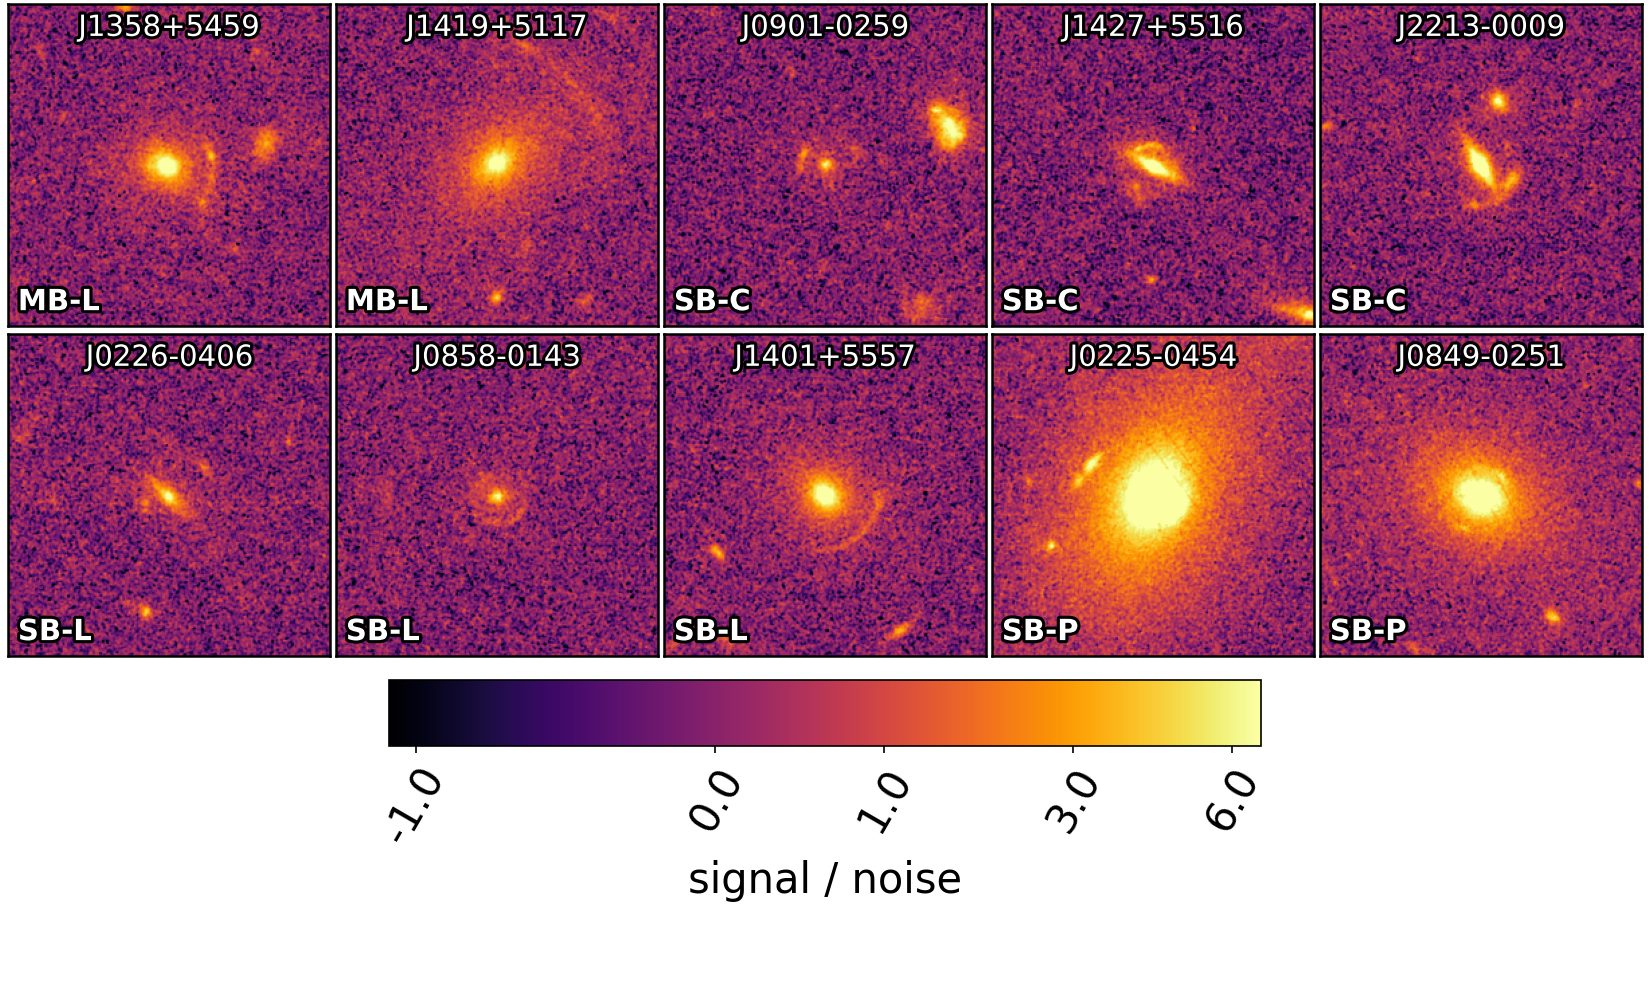 J1358+5459
J1419+5117
J0901-0259
J1427+5516
J2213-0009
MB-L
MB-L
SB-C
SB-C
SB-C
J0226-0406
J0858-0143
J1401+5557
J0225-0454
J0849-0251
SB-L
SB-L
SB-L
SB-P
SB-P
-1.0
0.0
1.0
3.0
6.0
signal / noise